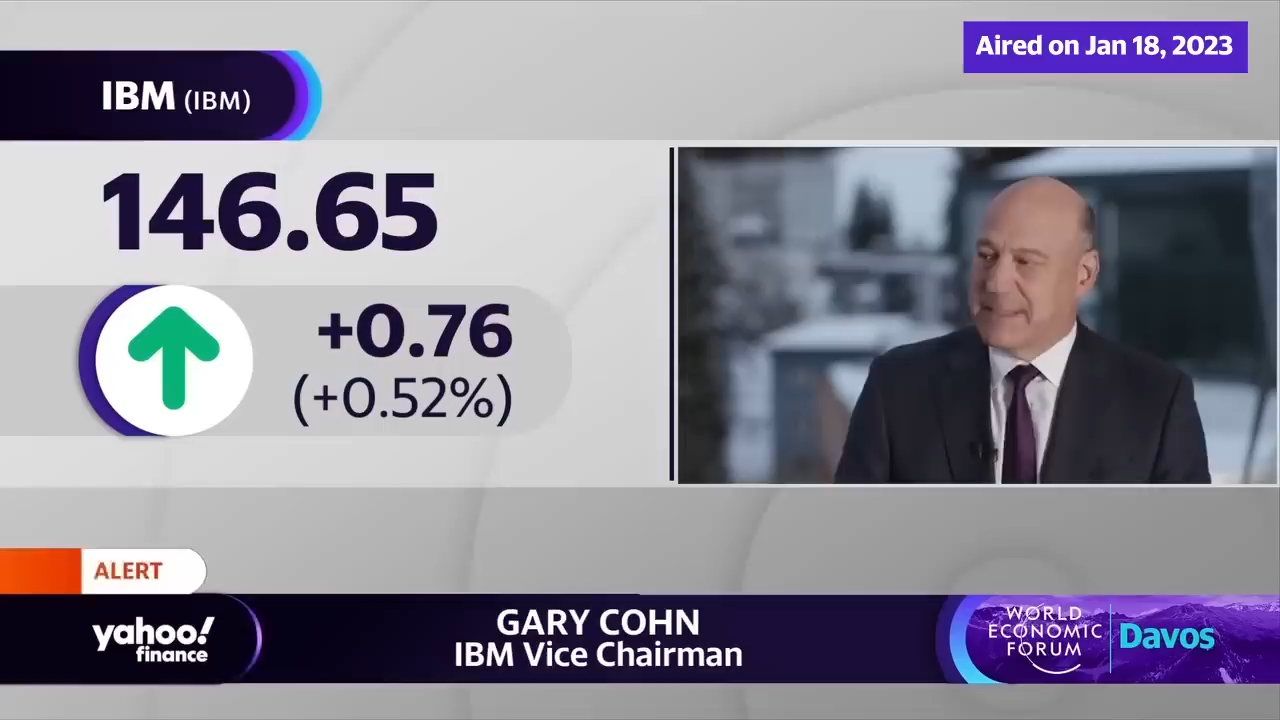 Aired on Jan 18, 2023
IBM (IBM)
146.65
+0.76
(+0.52%)
ALERT
yahoo!
finance
GARY COHN
IBM Vice Chairman
WORLD
ECONOMIC
FORUM
Davos